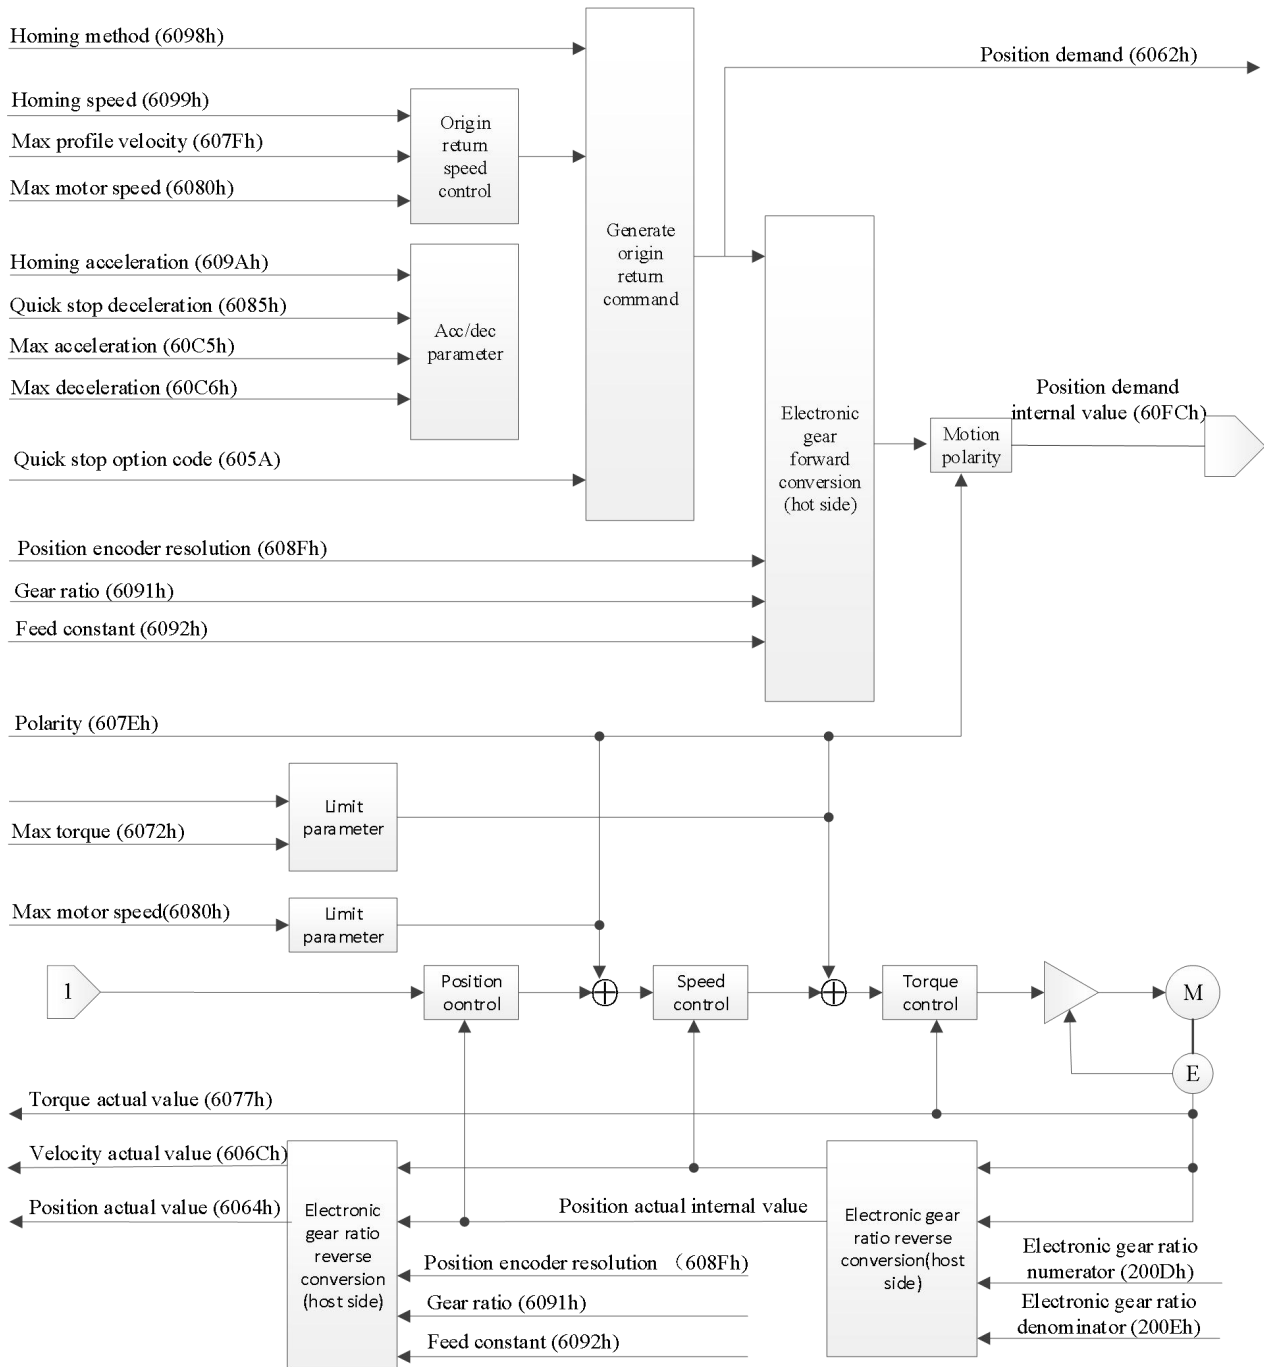 Homing method (6098h)
Position demand (6062h)
Homing speed (6099h)
Max profile velocity (607Fh)
Max motor speed (6080h)
Origin
return
speed
control
Generate
origin
return
command
Homing acceleration (609Ah)
Quick stop deceleration (6085h)
Max acceleration (60C5h)
Max deceleration (60C6h)
Acc/dec
parameter
Quick stop option code (605A)
Electronic
gear
forward
conversion
(hot side)
Motion
polarity
Position demand
internal value (60FCh)
Position encoder resolution (608Fh)
Gear ratio (6091h)
Feed constant (6092h)
Polarity (607Eh)
Limit
parameter
Max torque (6072h)
Max motor speed(6080h)
Limit
parameter
1
Position
oontrol
Speed
control
Torque
control
M
E
Torque actual value (6077h)
Velocity actual value (606Ch)
Position actual value (6064h)
Electronic
gear ratio
reverse
conversion
(host side)
Position actual internal value
Electronic gear
ratio reverse
conversion(host
side)
Position encoder resolution （608Fh)
Gear ratio (6091h)
Feed constant (6092h)
Electronic gear ratio
numerator (200Dh)
Electronic gear ratio
denominator (200Eh)